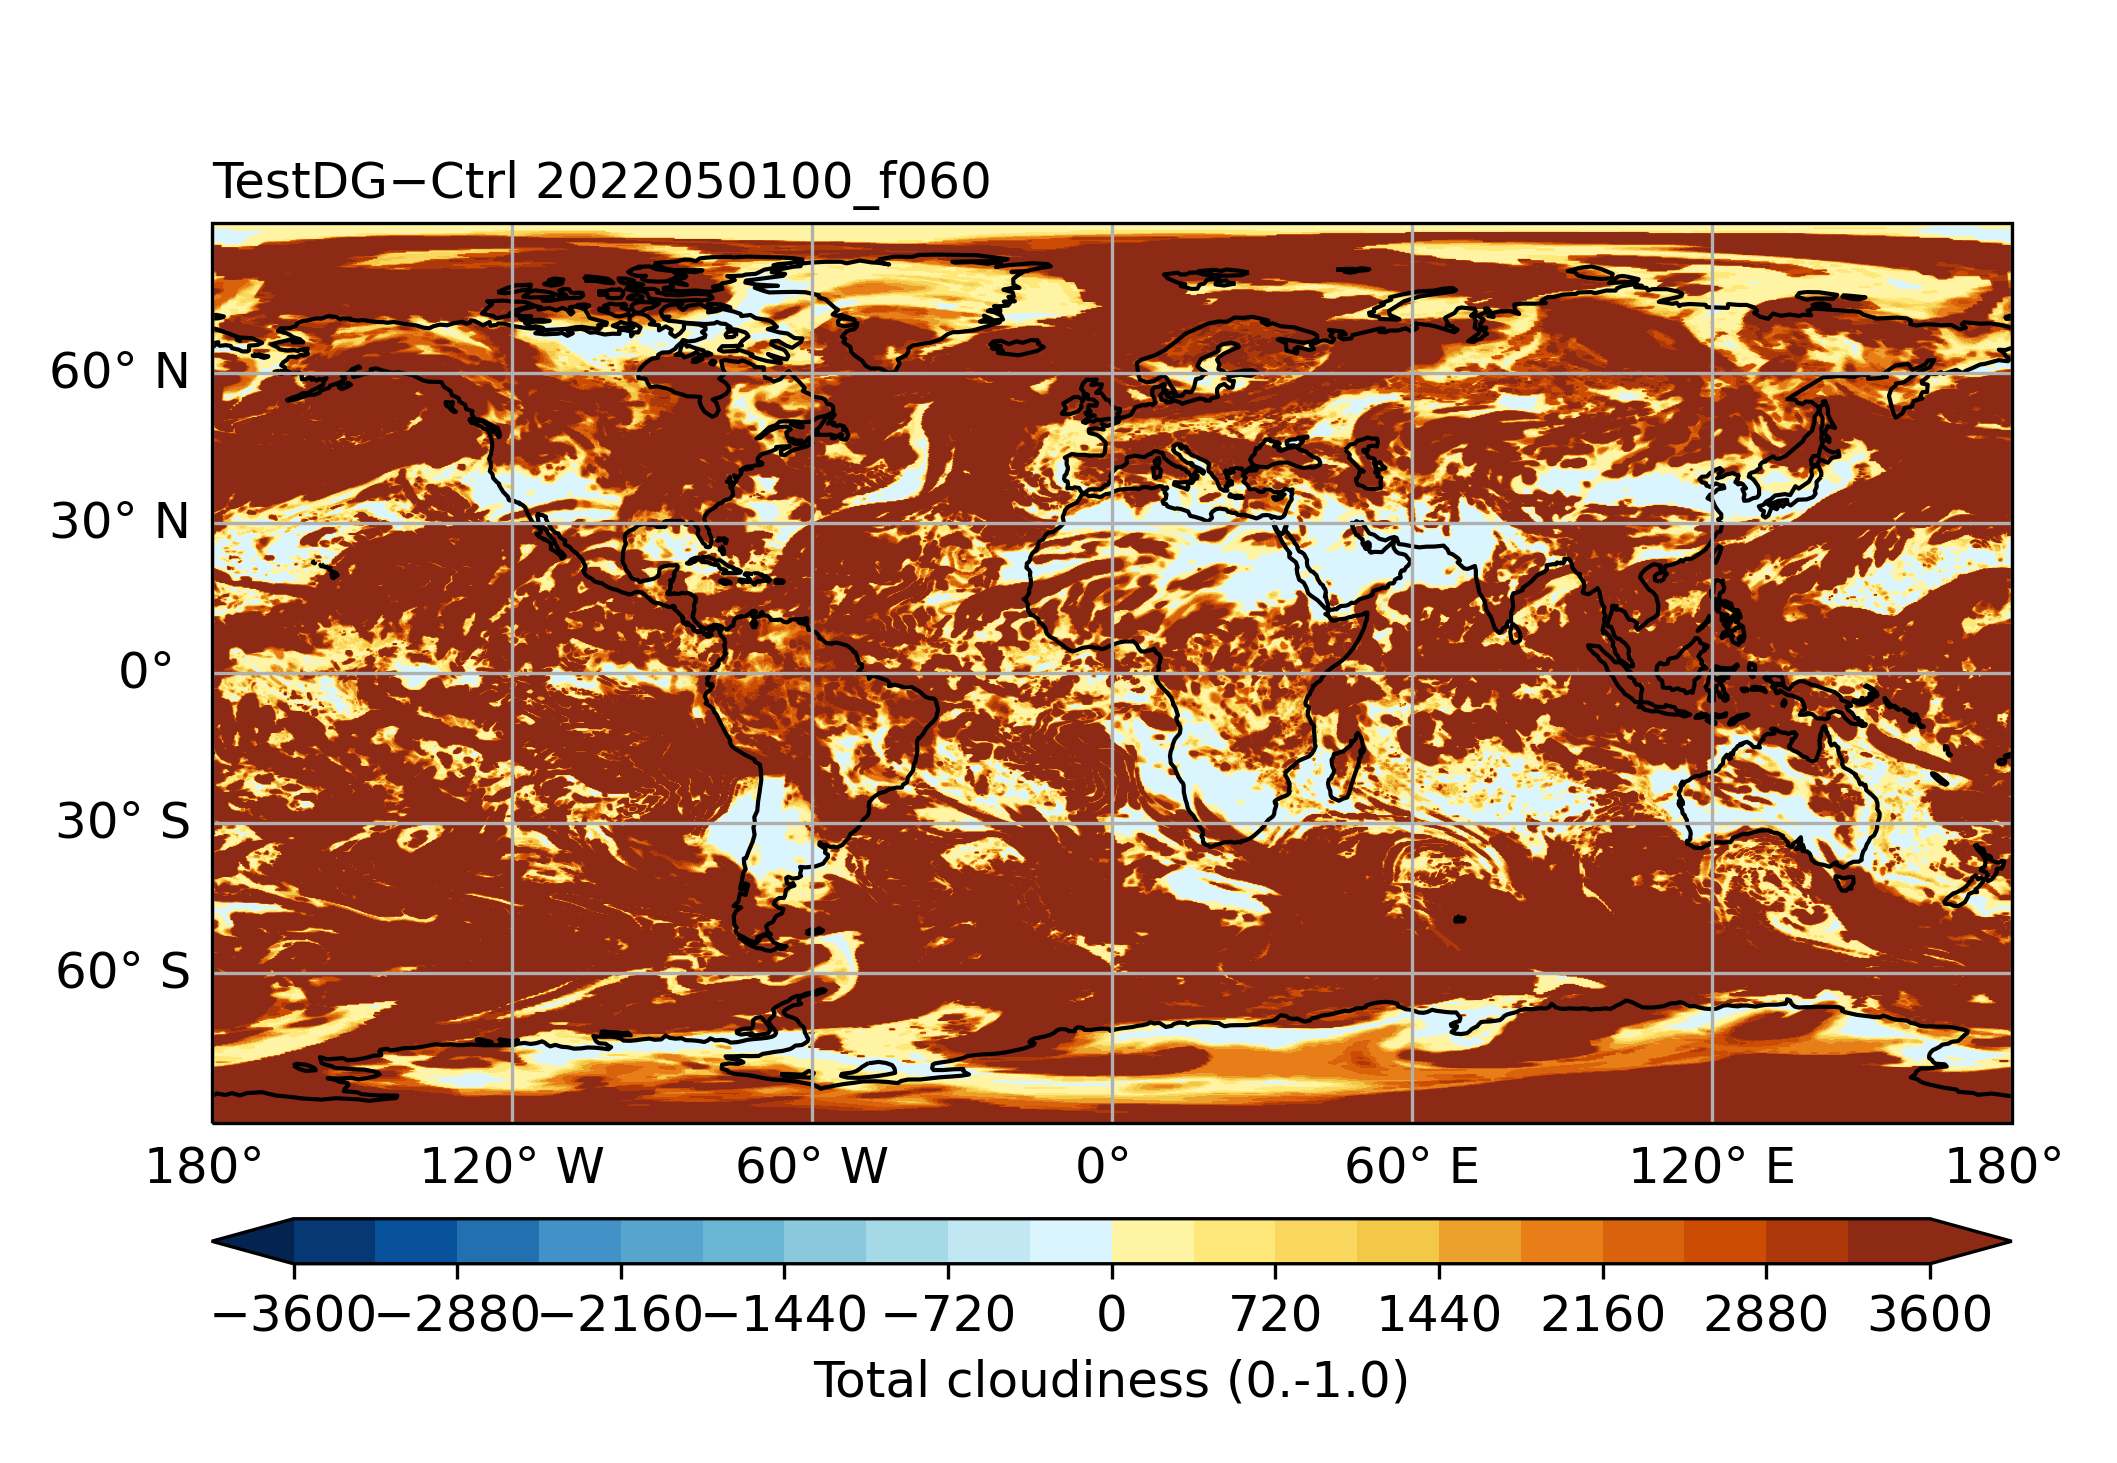 TestDG−Ctrl 2022050100_f060
60° N
30° N
0°
30° S
60° S
180° 120° W 60° W 0° 60° E 120° E 180°
−3600 −2880 −2160 −1440 −720 0 720 1440 2160 2880 3600
Total cloudiness (0.-1.0)